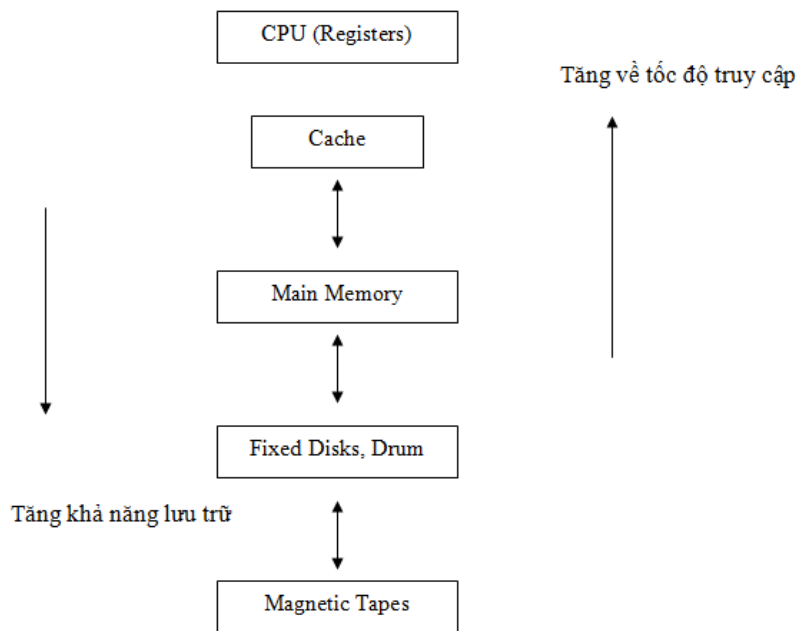 CPU (Registers)
Tăng về tốc độ truy cập
Cache
Main Memory
Fixed Disks, Drum
Tăng khả năng lưu trữ
Magnetic Tapes